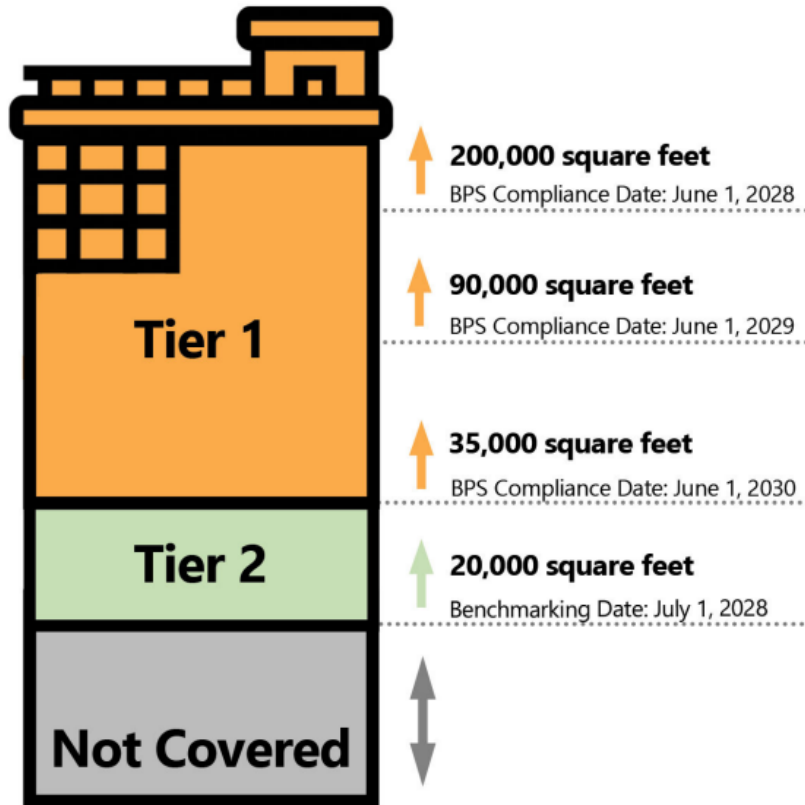 200,000 square feet
BPS Compliance Date: June 1, 2028
90,000 square feet
BPS Compliance Date: June 1, 2029
Tier 1
35,000 square feet
BPS Compliance Date: June 1, 2030
Tier 2
20,000 square feet
Benchmarking Date: July 1, 2028
Not Covered